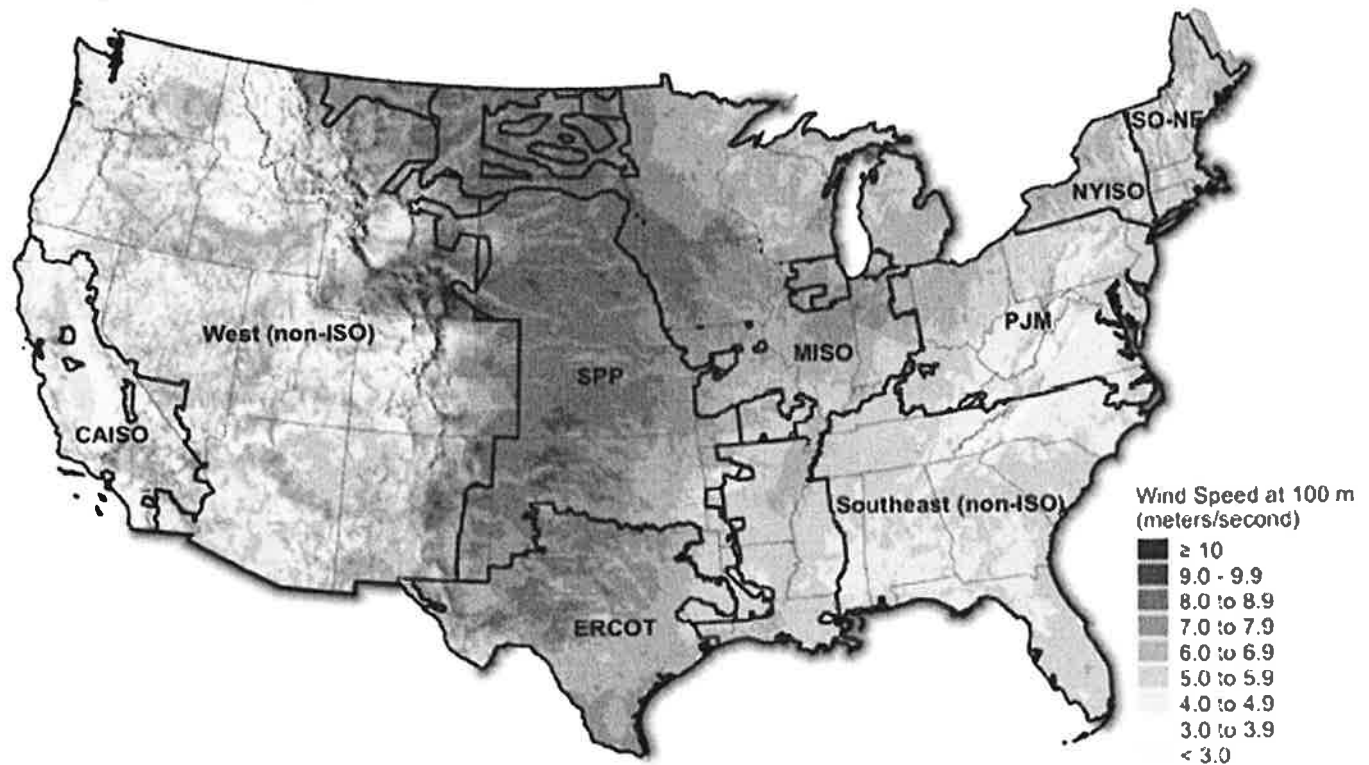 ISO-NE
NYISO
PJM
West (non-ISO)
MISO
SPP
CAISO
Southeast (non-ISO)
ERCOT
Wind Speed at 100 m
(meters/second)
≥ 10
9.0 - 9.9
8.0 to 8.9
7.0 to 7.9
6.0 to 6.9
5.0 to 5.9
4.0 to 4.9
3.0 to 3.9
< 3.0